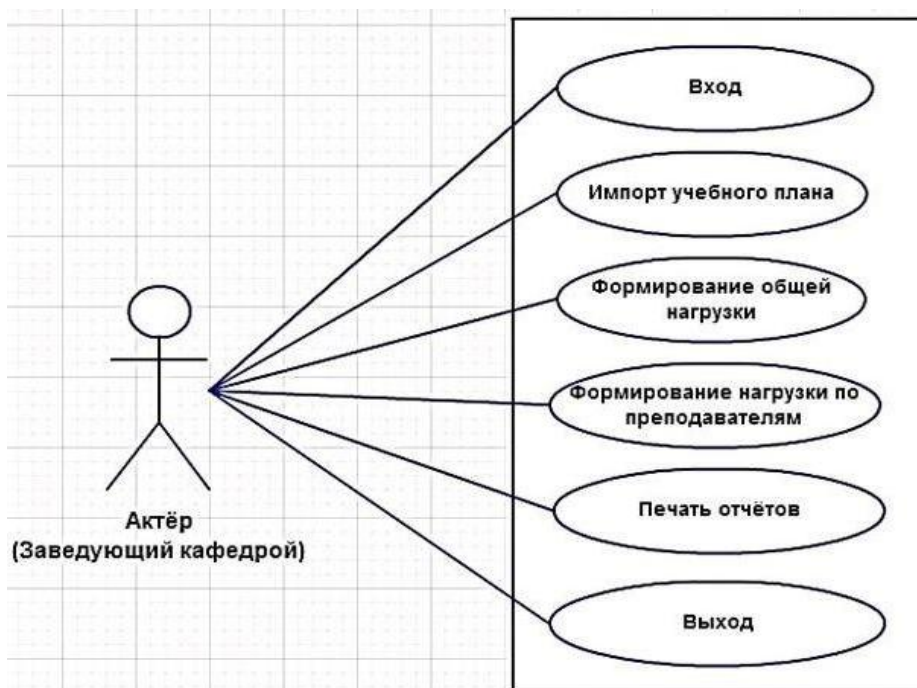 Вход
Импорт учебного плана
Формирование общей
нагрузки
Формирование нагрузки по
преподавателям
Печать отчётов
Выход
Актёр
(Заведующий кафедрой)